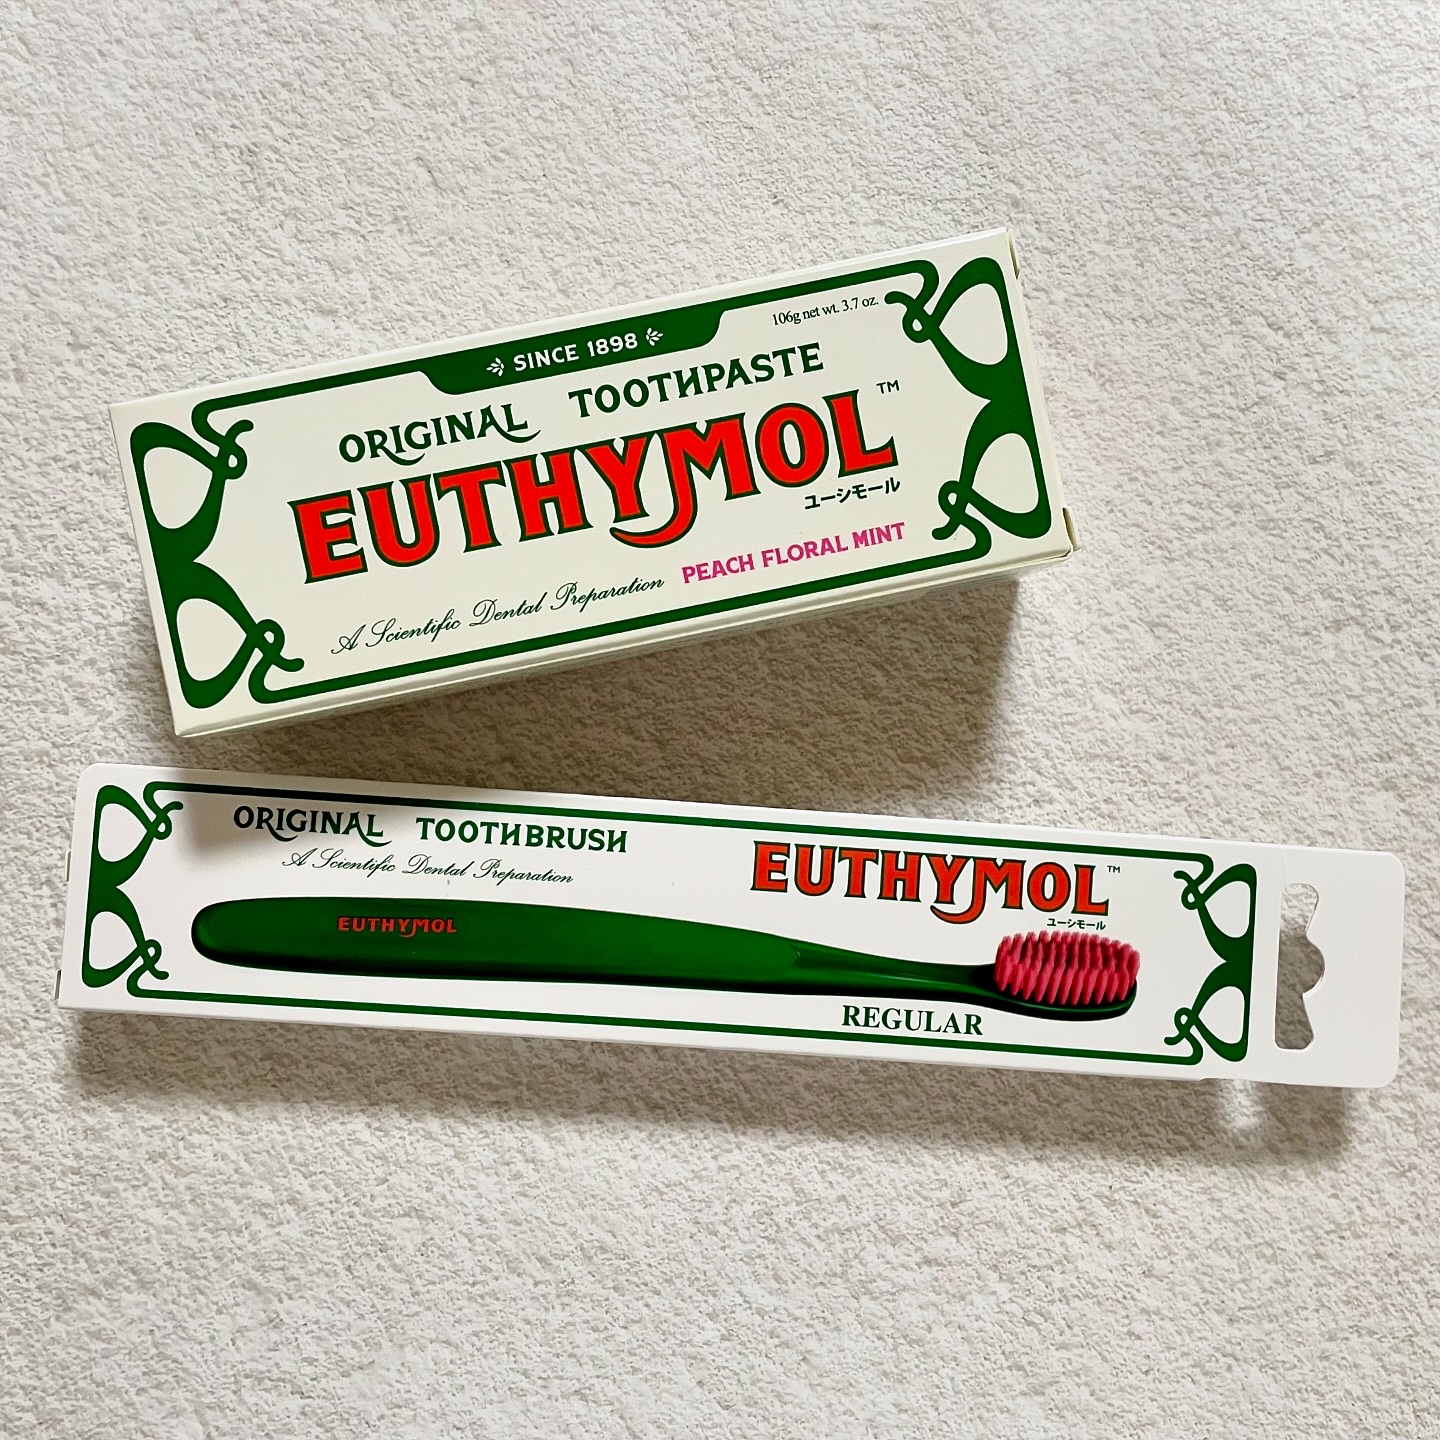 SINCE 1898
106g net wt. 3.7 oz.
ORIGINAL TOOTHPASTE
EUTHYMOL™
ユーシモール
A Scientific Dental Preparation
PEACH FLORAL MINT
ORIGINAL TOOTHBRUSH
A Scientific Dental Preparation
EUTHYMOL™
ユーシモール
EUTHYMOL
REGULAR